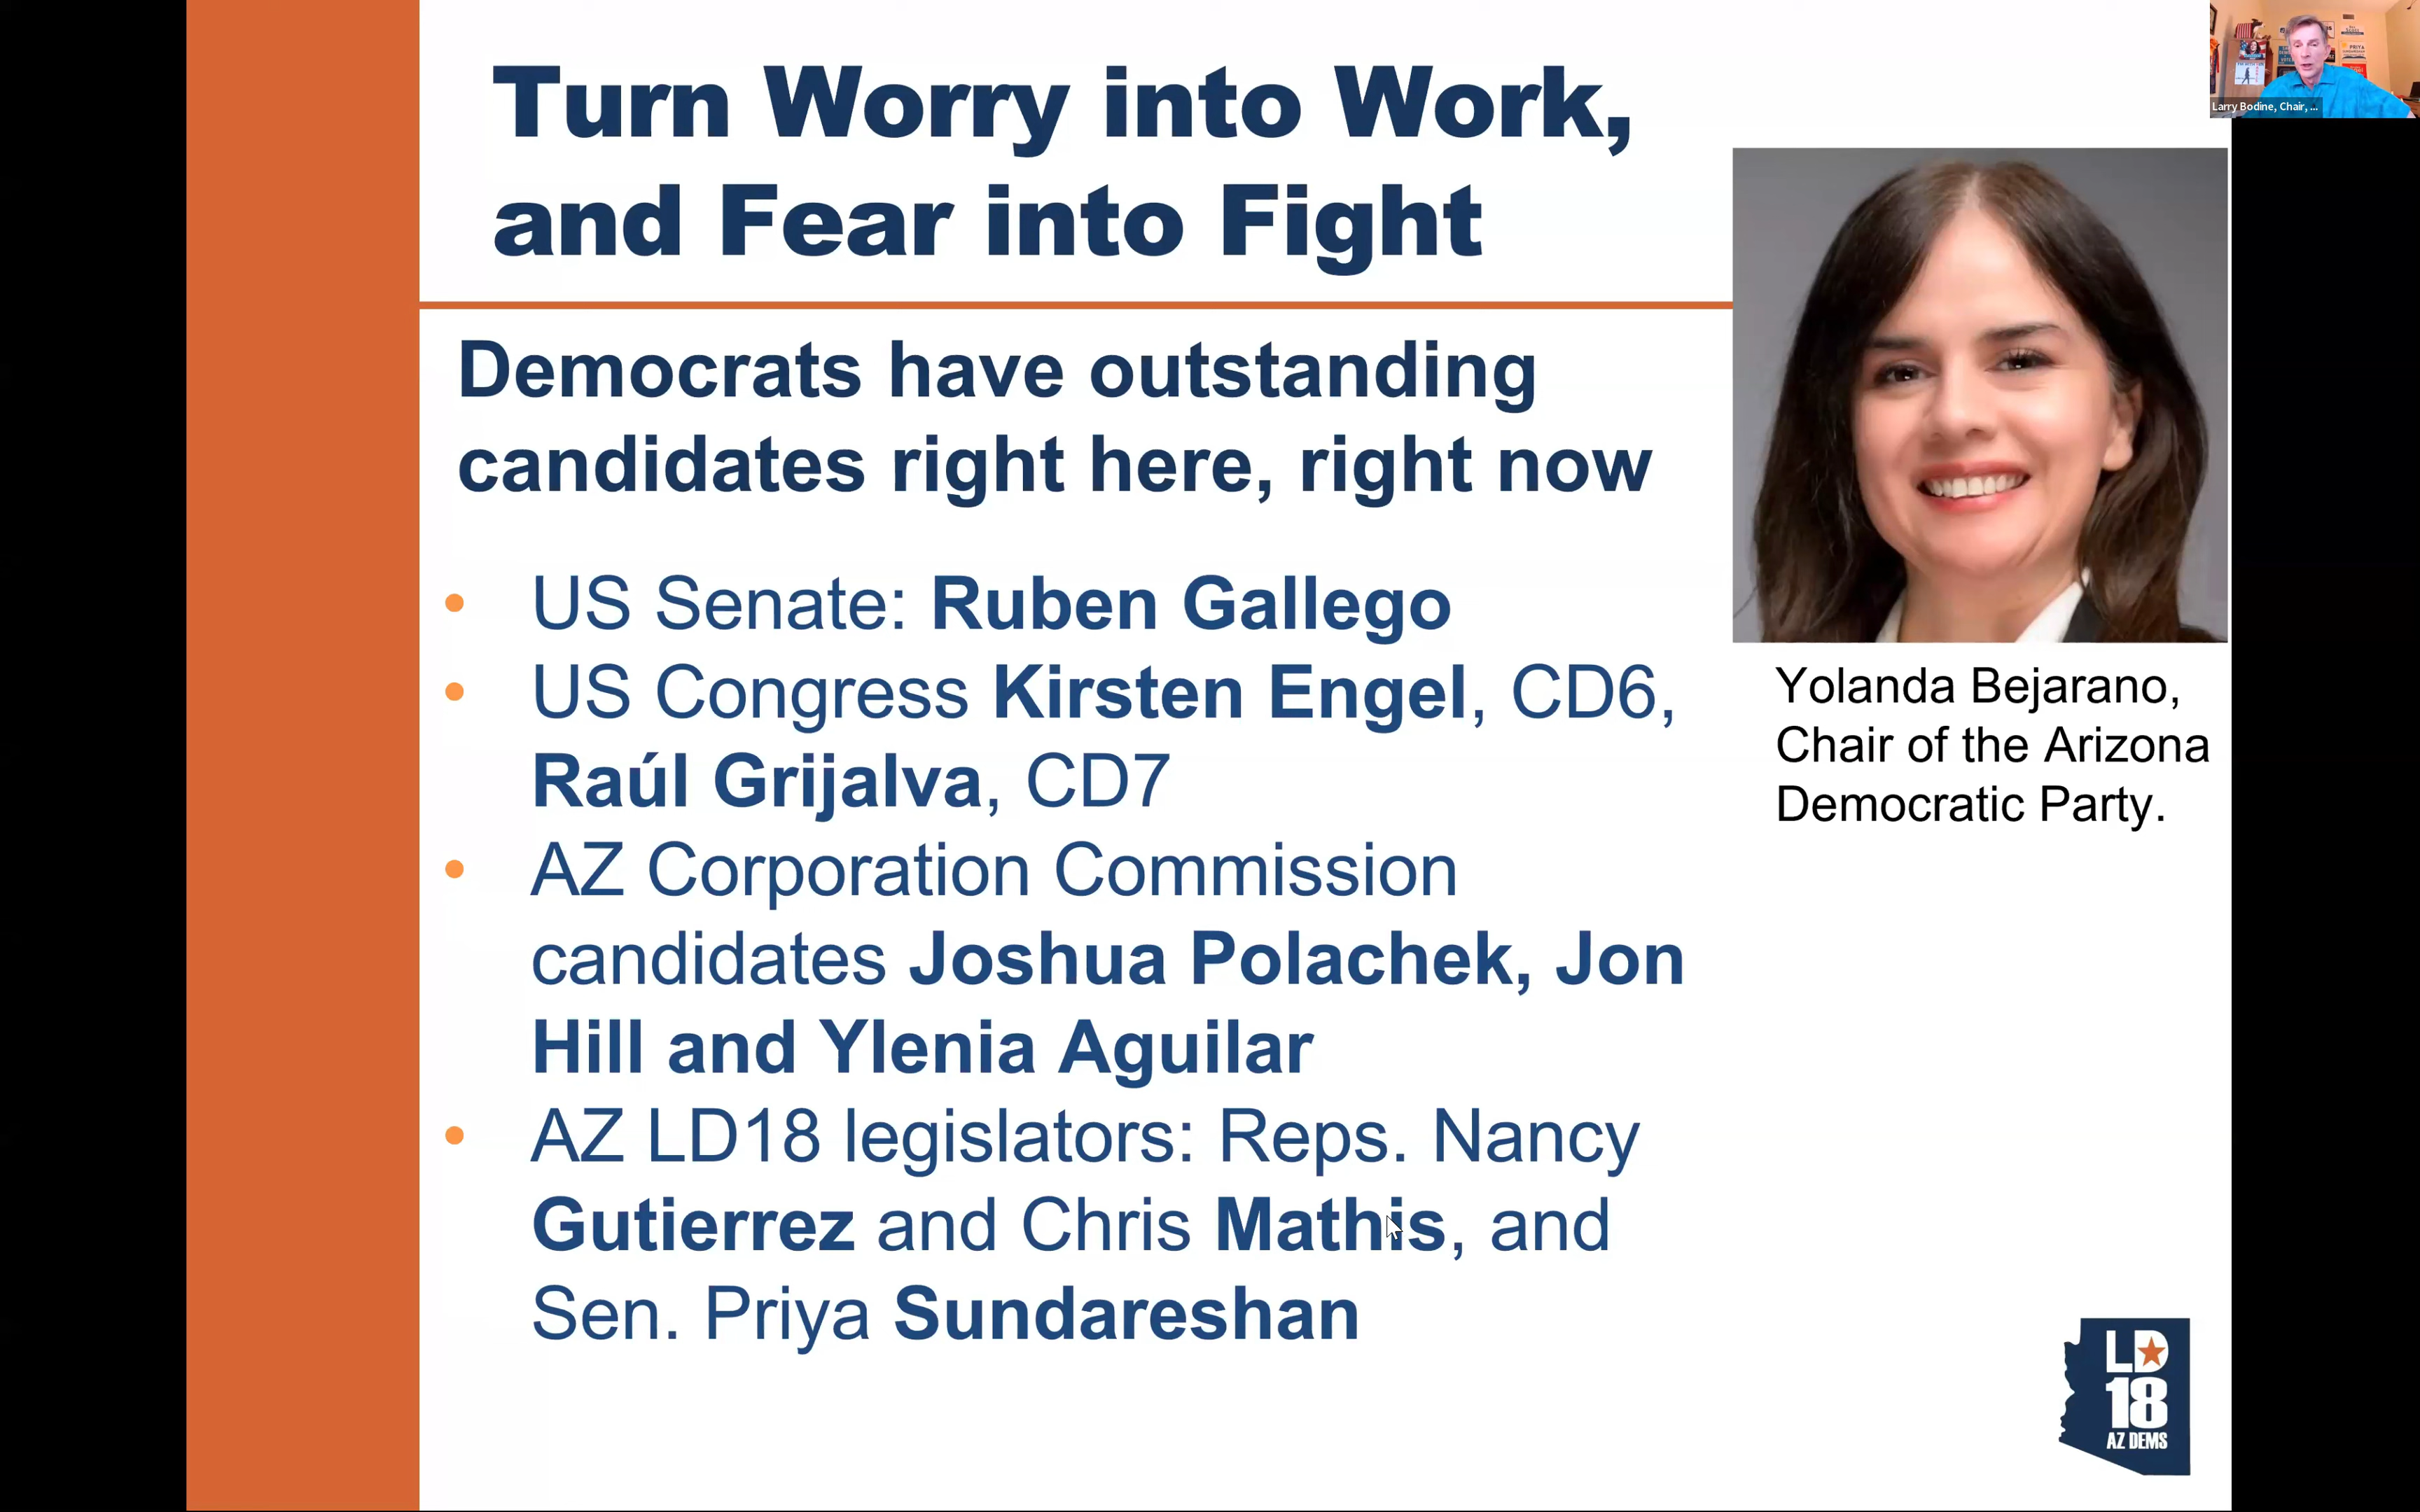 Turn Worry into Work,
and Fear into Fight
Democrats have outstanding
candidates right here, right now
• US Senate: Ruben Gallego
• US Congress Kirsten Engel, CD6,
Raúl Grijalva, CD7
• AZ Corporation Commission
candidates Joshua Polachek, Jon
Hill and Ylenia Aguilar
• AZ LD18 legislators: Reps. Nancy
Gutierrez and Chris Mathis, and
Sen. Priya Sundareshan
Larry Bodine, Chair, ...
Yolanda Bejarano,
Chair of the Arizona
Democratic Party.
LD
18
AZ DEMS